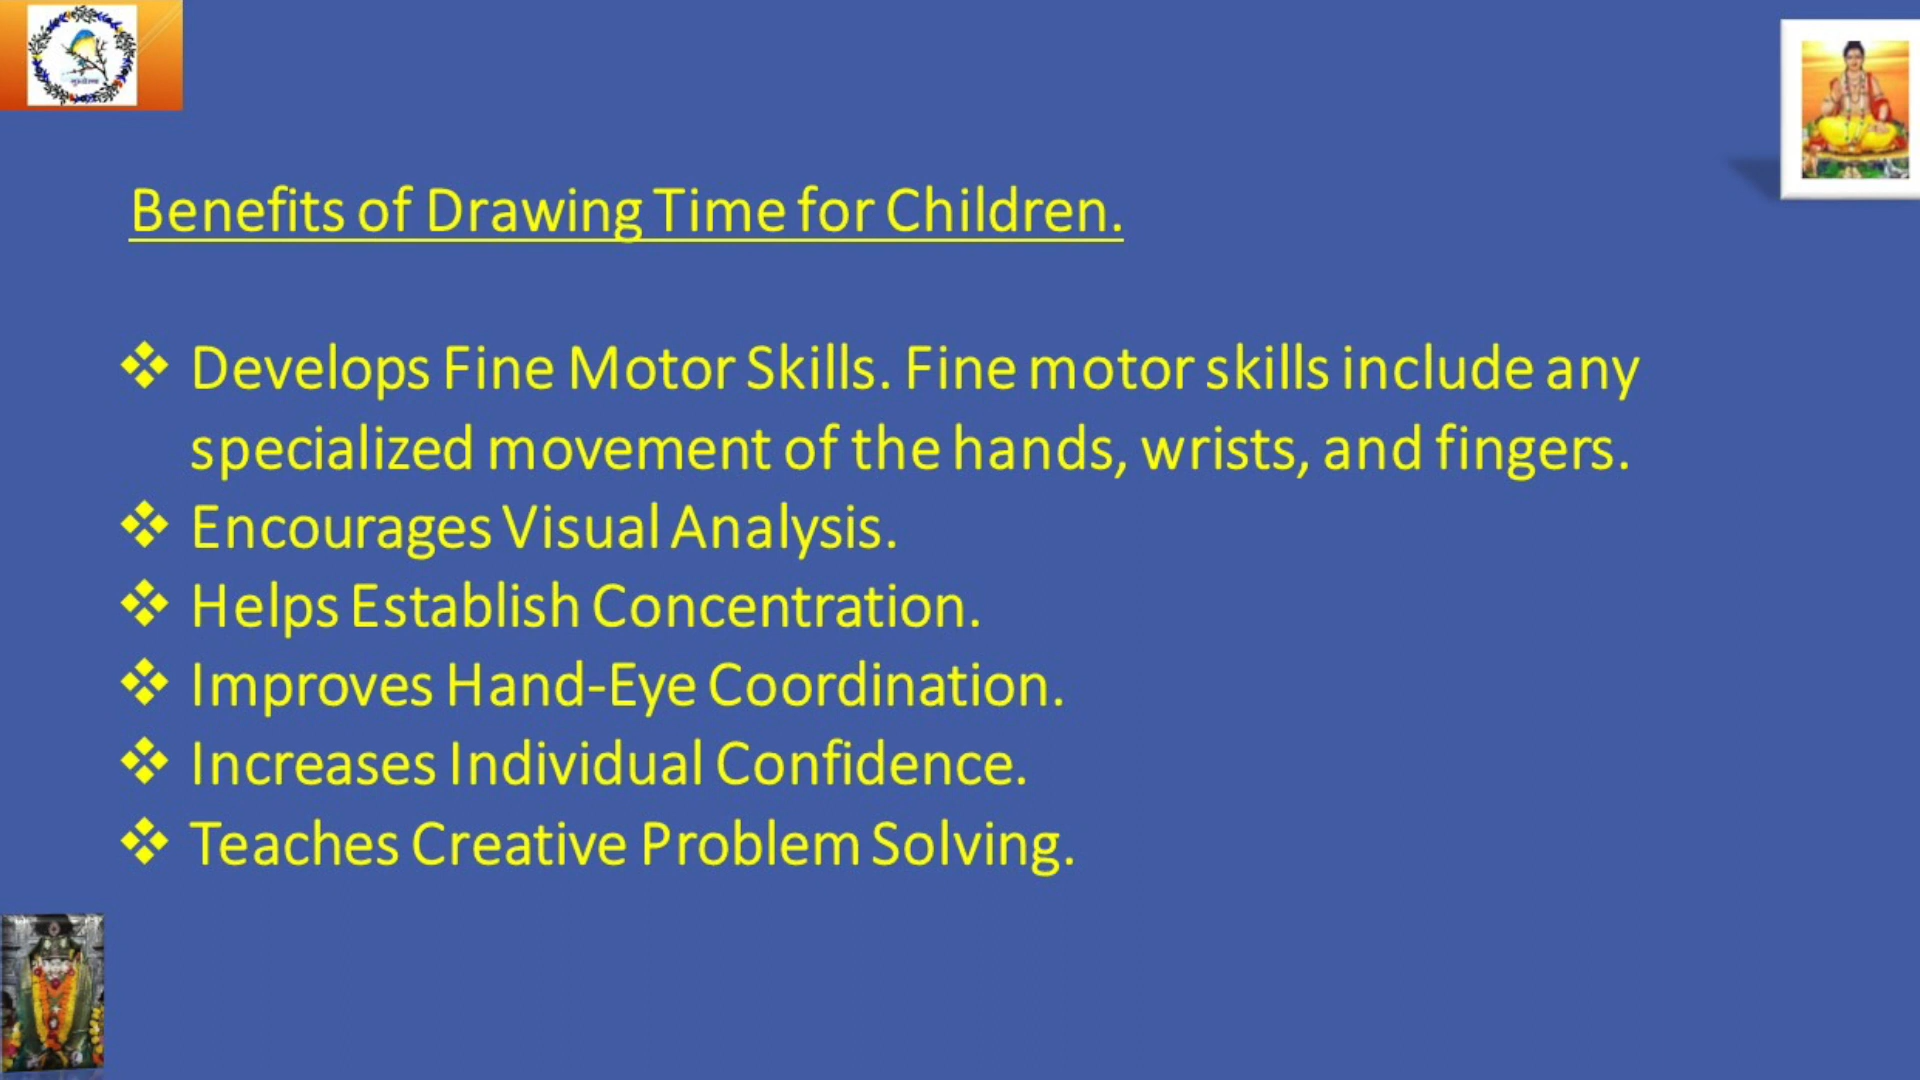 Benefits of Drawing Time for Children.
❖ Develops Fine Motor Skills. Fine motor skills include any
specialized movement of the hands, wrists, and fingers.
❖ Encourages Visual Analysis.
❖ Helps Establish Concentration.
❖ Improves Hand-Eye Coordination.
❖ Increases Individual Confidence.
❖ Teaches Creative Problem Solving.